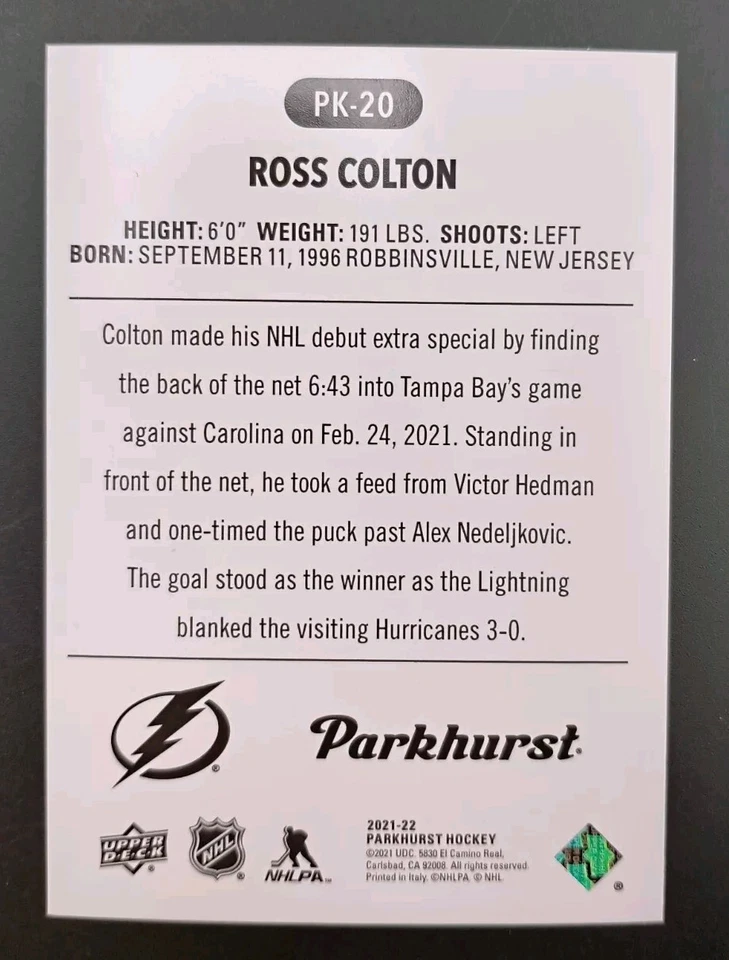 PK-20
ROSS COLTON
HEIGHT: 6'0" WEIGHT: 191 LBS. SHOOTS: LEFT
BORN: SEPTEMBER 11, 1996 ROBBINSVILLE, NEW JERSEY
Colton made his NHL debut extra special by finding
the back of the net 6:43 into Tampa Bay's game
against Carolina on Feb. 24, 2021. Standing in
front of the net, he took a feed from Victor Hedman
and one-timed the puck past Alex Nedeljkovic.
The goal stood as the winner as the Lightning
blanked the visiting Hurricanes 3-0.
®
Parkhurst®
UPPER DECK®
NHL®
NHLPA™
2021-22
PARKHURST HOCKEY
©2021 UDC. 5830 El Camino Real,
Carlsbad, CA 92008. All rights reserved.
Printed in Italy. ©NHLPA © NHL
®